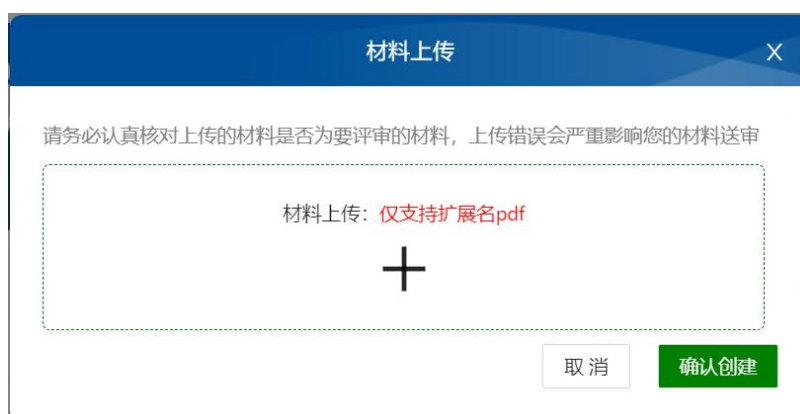 材料上传
X
请务必认真核对上传的材料是否为要评审的材料，上传错误会严重影响您的材料送审
材料上传：仅支持扩展名pdf
取消
确认创建